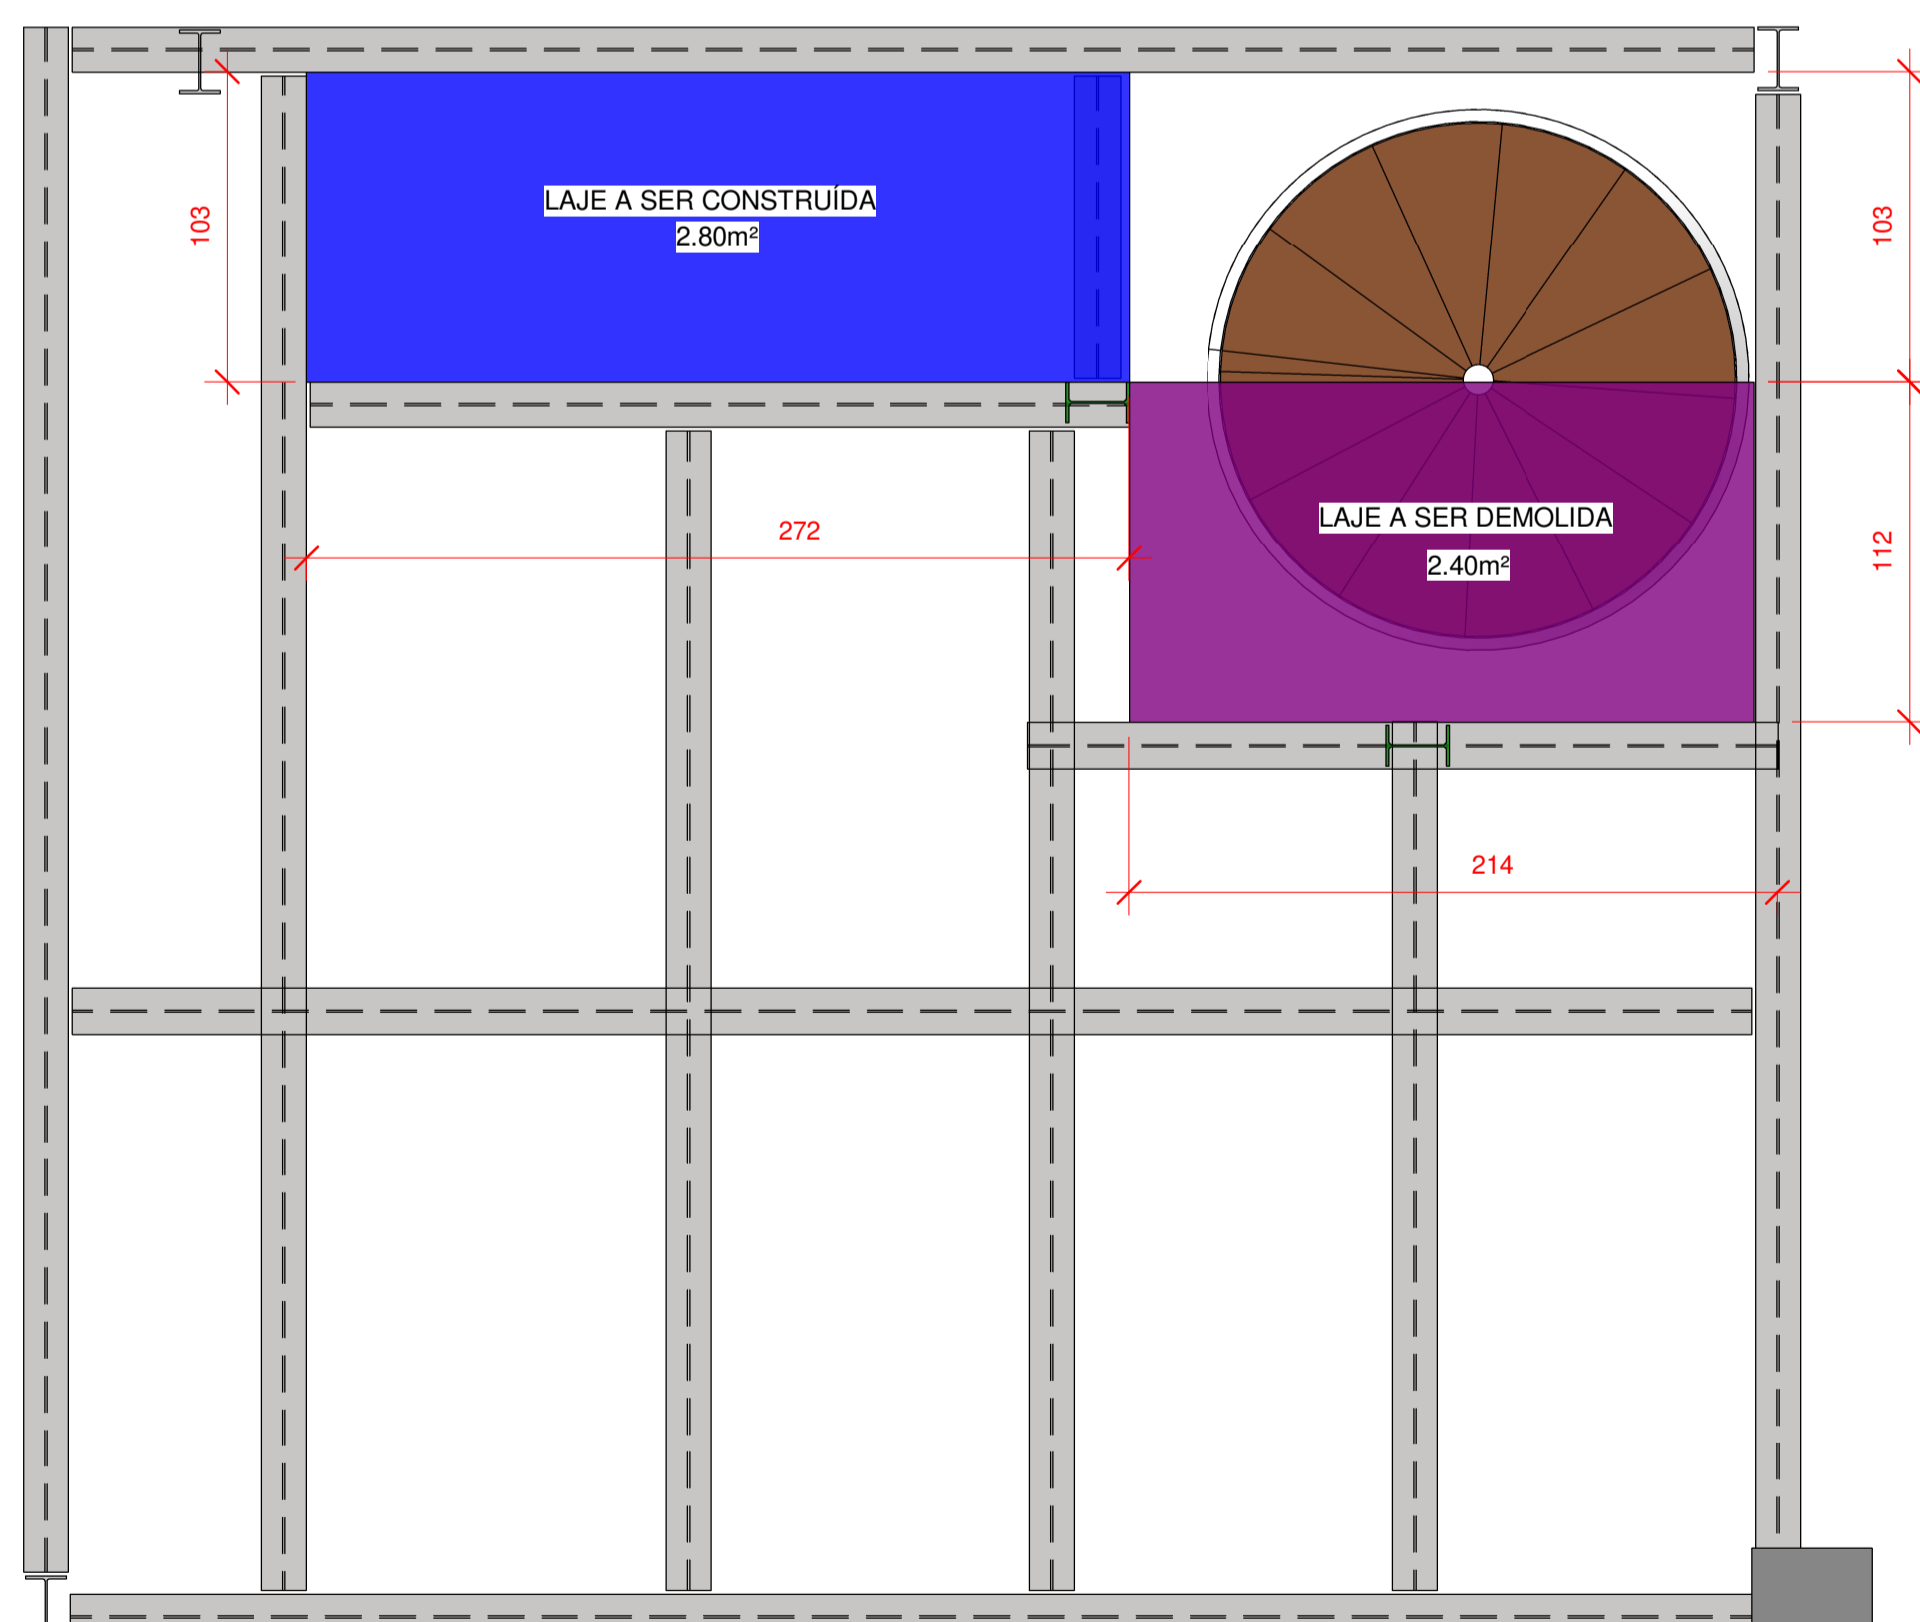 LAJE A SER CONSTRUÍDA
2.80m²
103
103
272
LAJE A SER DEMOLIDA
2.40m²
112
214